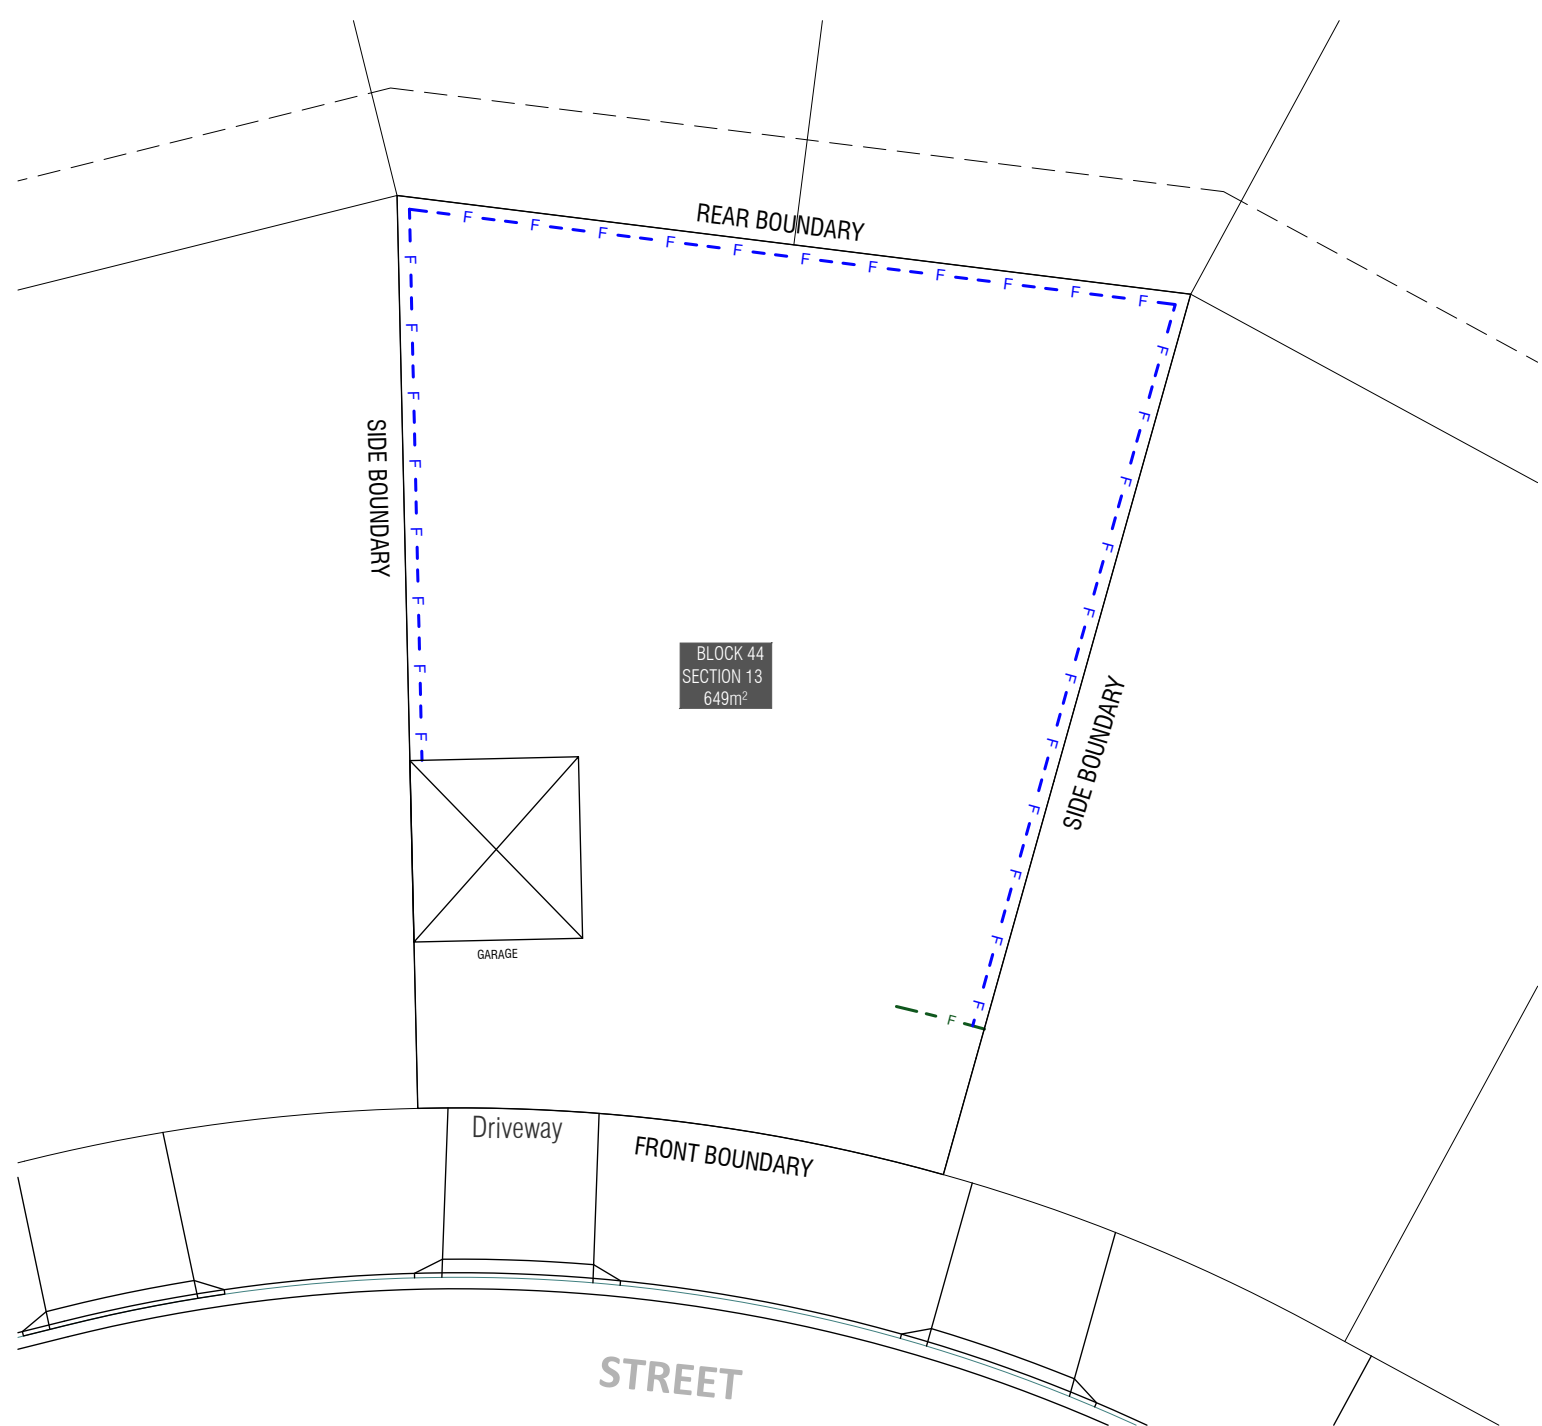 REAR BOUNDARY
F F F F F F F F F F F
F F F F F F F F
F F F F F F F F F F F
SIDE BOUNDARY
BLOCK 44
SECTION 13
649m²
SIDE BOUNDARY
GARAGE
F
Driveway
FRONT BOUNDARY
STREET